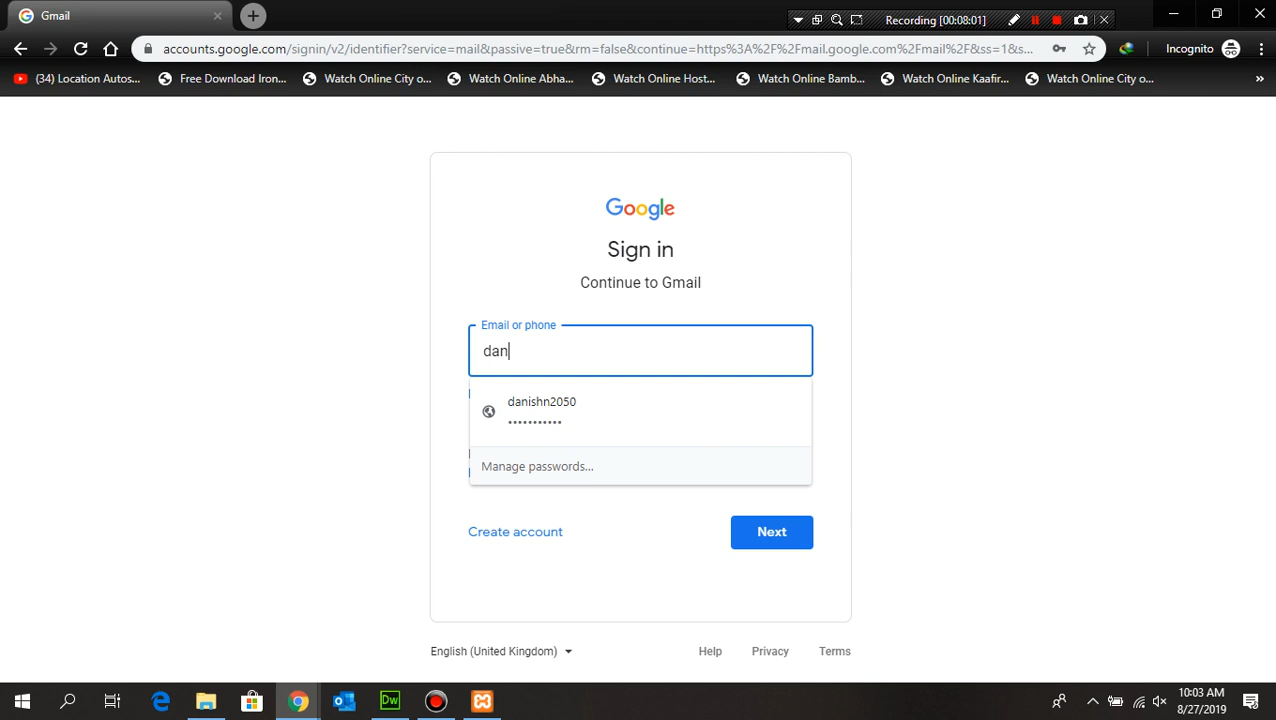 Gmail
Recording [00:08:01]
accounts.google.com/signin/v2/identifier?service=mail&passive=true&rm=false&continue=https%3A%2F%2Fmail.google.com%2Fmail%2F&ss=1&s...
Incognito
(34) Location Autos...
Free Download Iron...
Watch Online City o...
Watch Online Abha...
Watch Online Host...
Watch Online Bamb...
Watch Online Kaafir...
Watch Online City o...
»
Google
Sign in
Continue to Gmail
Email or phone
dan
danishn2050
•••••••••••
Manage passwords...
Create account
Next
English (United Kingdom)
Help
Privacy
Terms
Dw
10:03 AM
8/27/2019